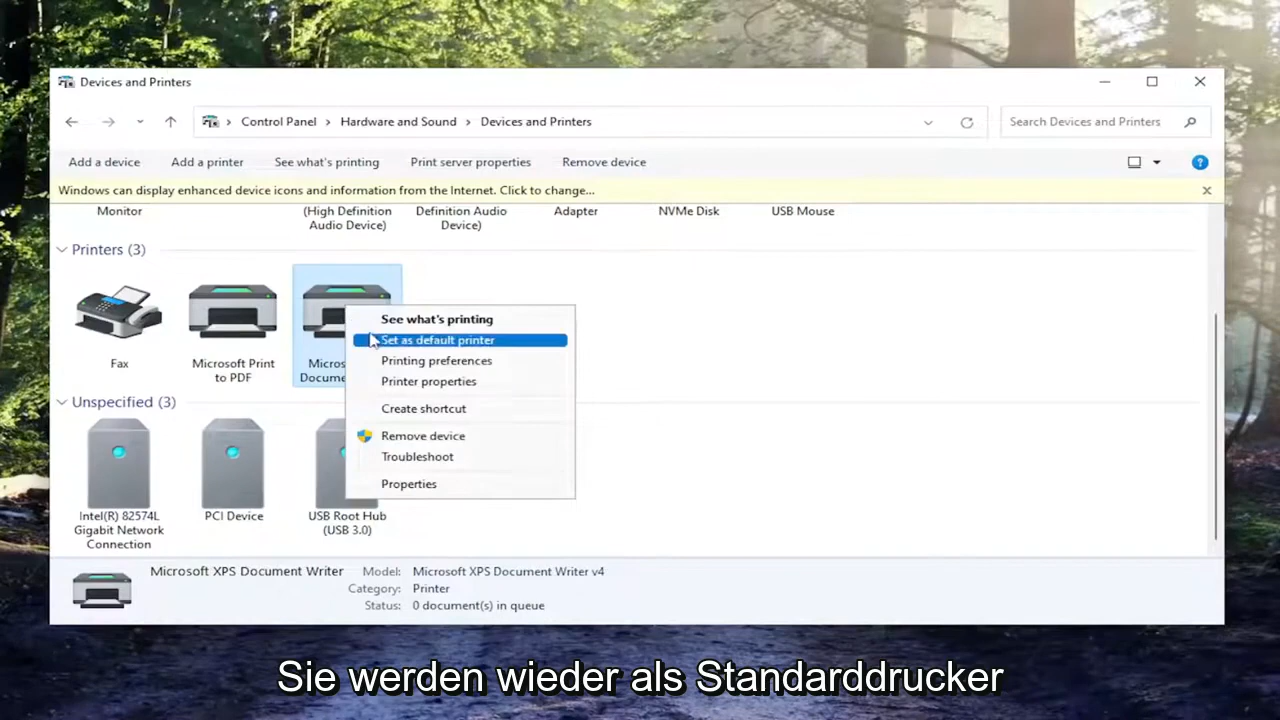 Devices and Printers
Control Panel > Hardware and Sound > Devices and Printers
Search Devices and Printers
Add a device Add a printer See what's printing Print server properties Remove device
Windows can display enhanced device icons and information from the Internet. Click to change...
Monitor
(High Definition
Audio Device)
Definition Audio
Device)
Adapter
NVMe Disk
USB Mouse
Printers (3)
Fax
Microsoft Print
to PDF
Micros
Docume
See what's printing
Set as default printer
Printing preferences
Printer properties
Create shortcut
Remove device
Troubleshoot
Properties
Unspecified (3)
Intel(R) 82574L
Gigabit Network
Connection
PCI Device
USB Root Hub
(USB 3.0)
Microsoft XPS Document Writer
Model: Microsoft XPS Document Writer v4
Category: Printer
Status: 0 document(s) in queue
Sie werden wieder als Standarddrucker